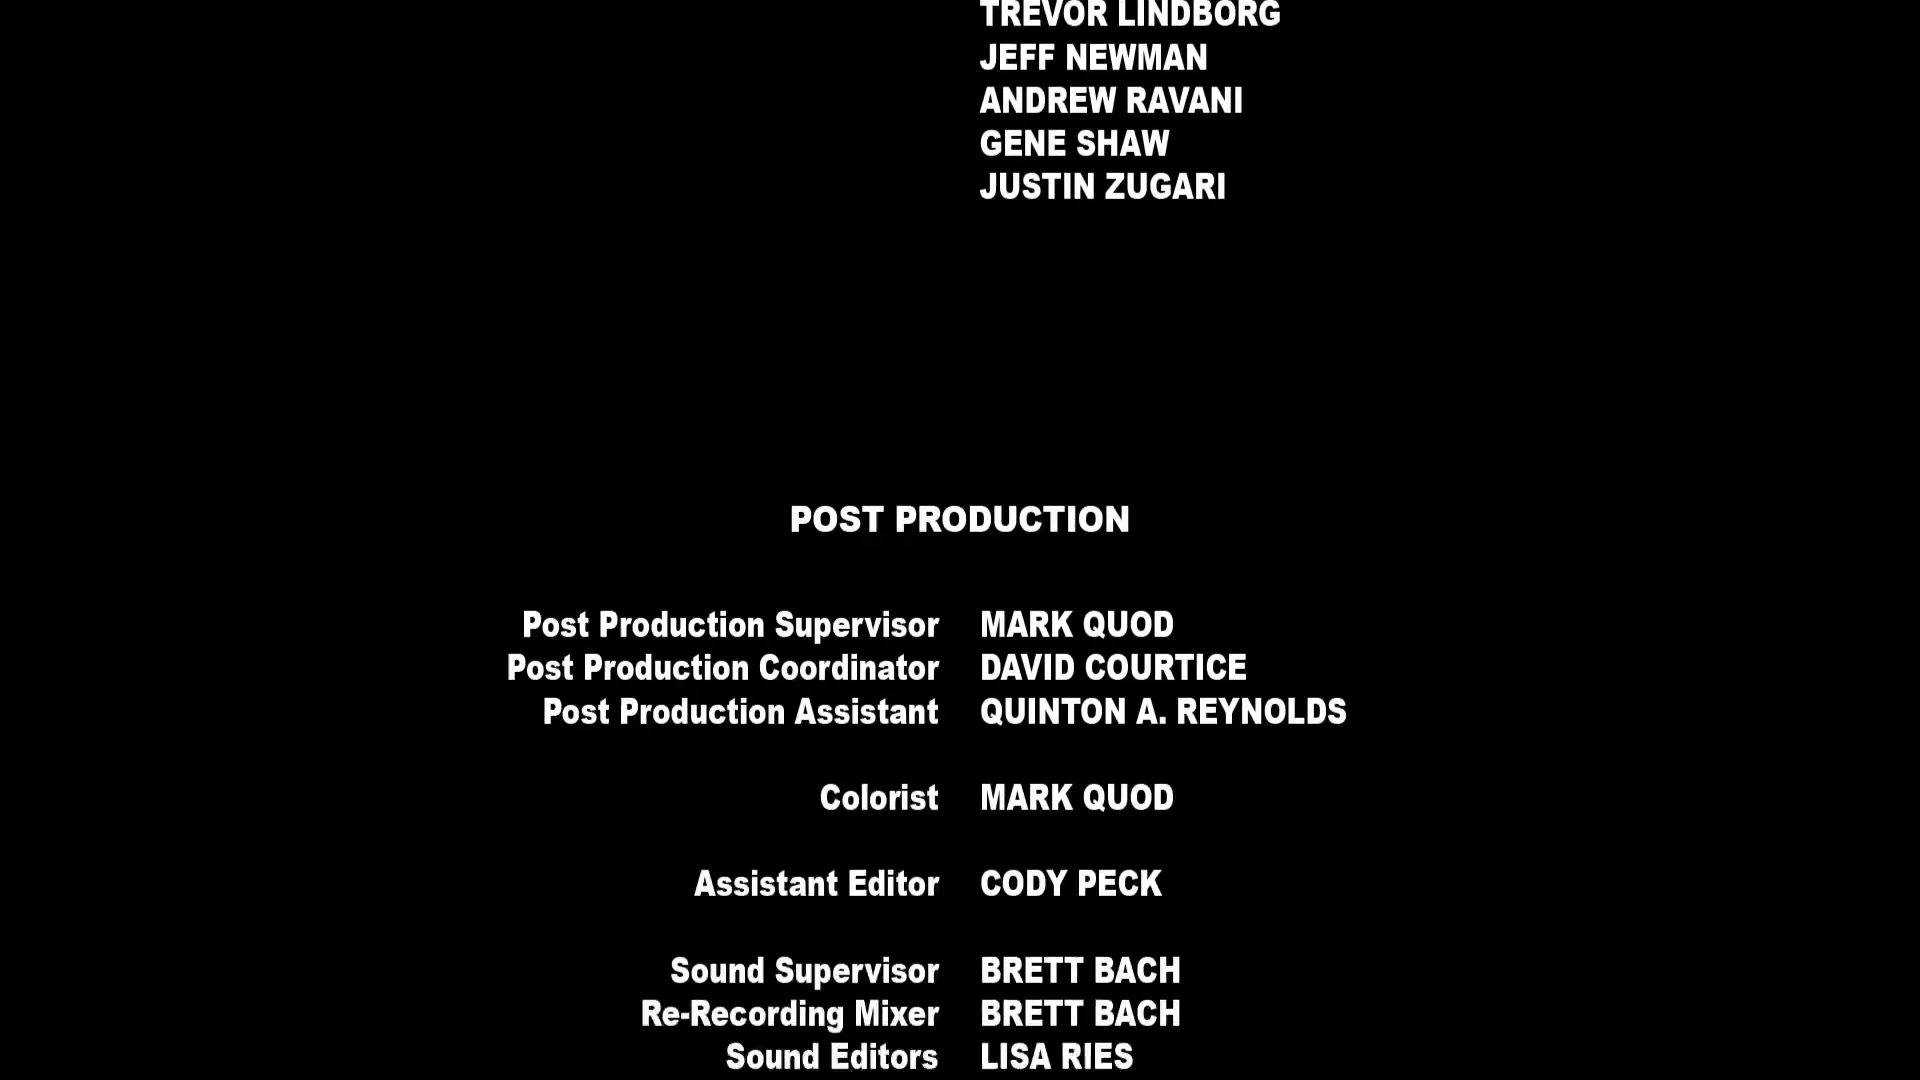 TREVOR LINDBORG
JEFF NEWMAN
ANDREW RAVANI
GENE SHAW
JUSTIN ZUGARI
POST PRODUCTION
Post Production Supervisor MARK QUOD
Post Production Coordinator DAVID COURTICE
Post Production Assistant QUINTON A. REYNOLDS
Colorist MARK QUOD
Assistant Editor CODY PECK
Sound Supervisor BRETT BACH
Re-Recording Mixer BRETT BACH
Sound Editors LISA RIES